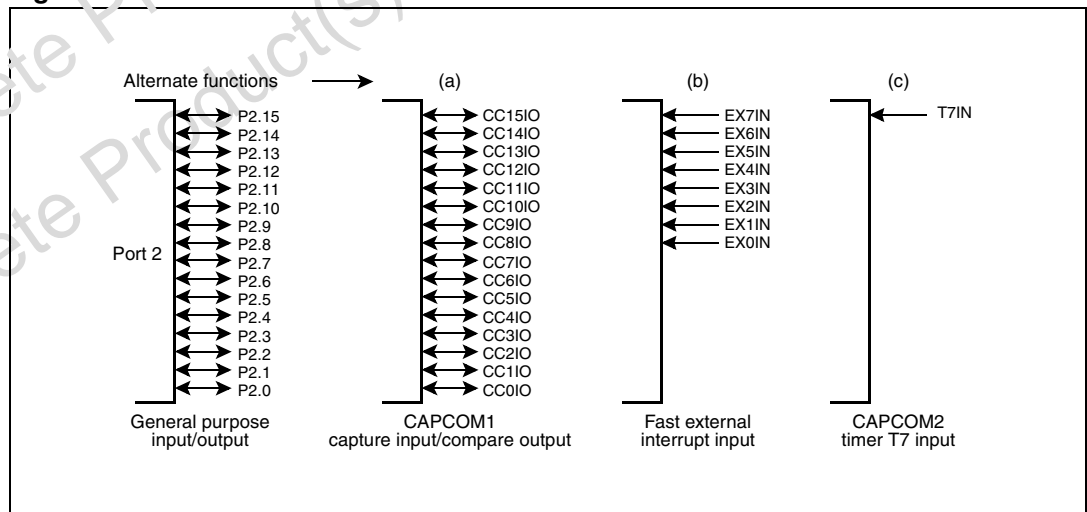 Alternate functions (a) (b) (c)
P2.15 CC15IO EX7IN T7IN
P2.14 CC14IO EX6IN
P2.13 CC13IO EX5IN
P2.12 CC12IO EX4IN
P2.11 CC11IO EX3IN
P2.10 CC10IO EX2IN
P2.9 CC9IO EX1IN
P2.8 CC8IO EX0IN
Port 2
P2.7 CC7IO
P2.6 CC6IO
P2.5 CC5IO
P2.4 CC4IO
P2.3 CC3IO
P2.2 CC2IO
P2.1 CC1IO
P2.0 CC0IO
General purpose CAPCOM1 Fast external CAPCOM2
input/output capture input/compare output interrupt input timer T7 input
ete
ete Product(s)